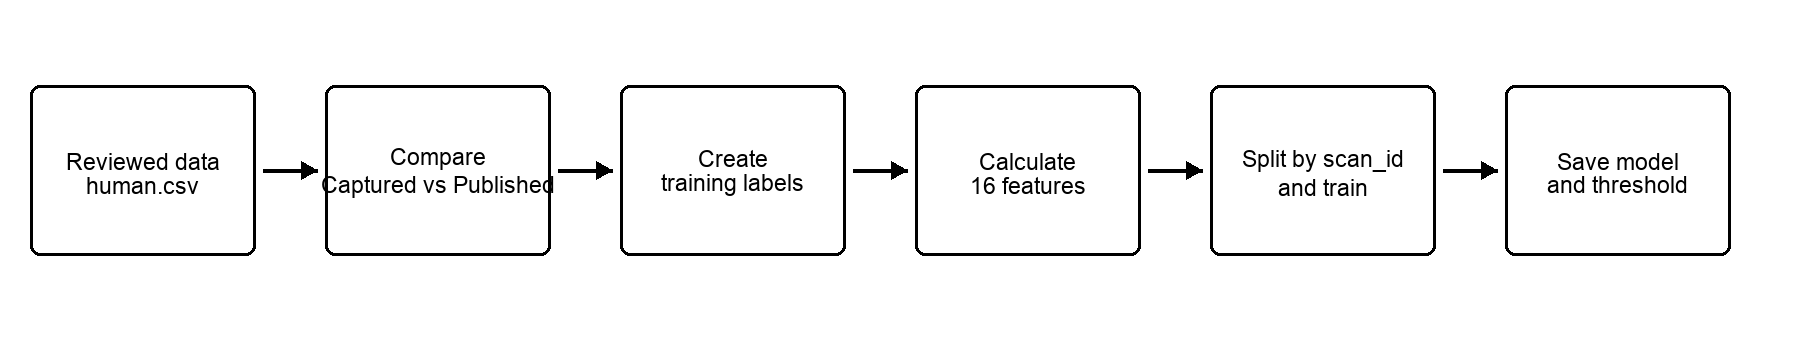 Reviewed data
human.csv
Compare
Captured vs Published
Create
training labels
Calculate
16 features
Split by scan_id
and train
Save model
and threshold